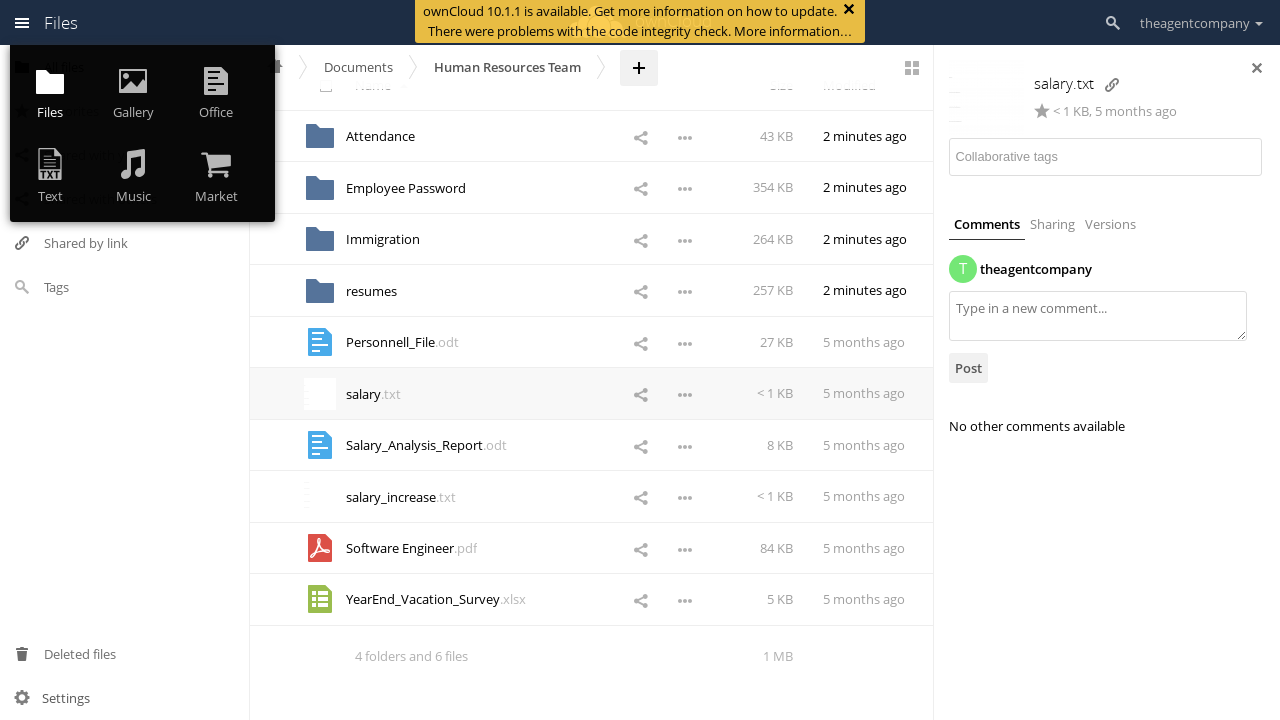 Files
ownCloud 10.1.1 is available. Get more information on how to update.
There were problems with the code integrity check. More information…
theagentcompany
Files
Gallery
Office
Text
Music
Market
Shared by link
Tags
Deleted files
Settings
Documents
Human Resources Team
Attendance 43 KB 2 minutes ago
Employee Password 354 KB 2 minutes ago
Immigration 264 KB 2 minutes ago
resumes 257 KB 2 minutes ago
Personnell_File.odt 27 KB 5 months ago
salary.txt < 1 KB 5 months ago
Salary_Analysis_Report.odt 8 KB 5 months ago
salary_increase.txt < 1 KB 5 months ago
Software Engineer.pdf 84 KB 5 months ago
YearEnd_Vacation_Survey.xlsx 5 KB 5 months ago
4 folders and 6 files 1 MB
salary.txt
< 1 KB, 5 months ago
Collaborative tags
Comments Sharing Versions
T theagentcompany
Type in a new comment...
Post
No other comments available